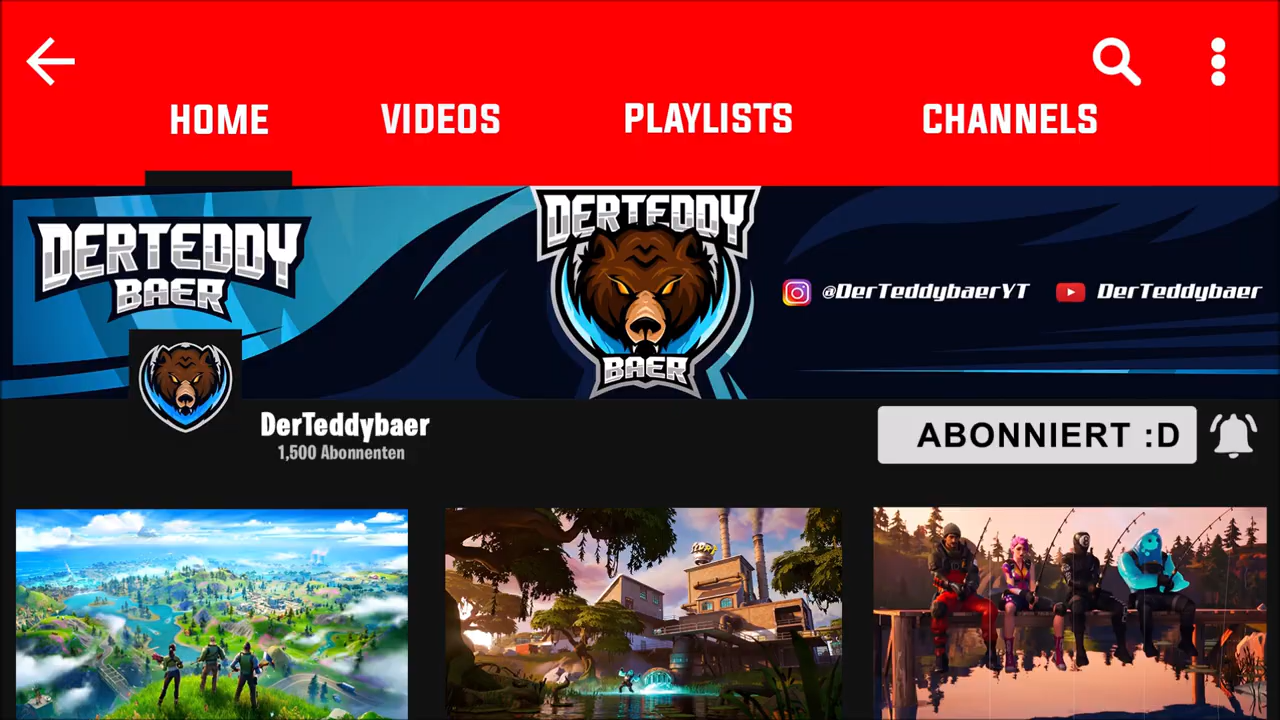 HOME VIDEOS PLAYLISTS CHANNELS
DERTEDDY
BAER
DERTEDDY
BAER
@DerTeddybaerYT DerTeddybaer
DerTeddybaer
1,500 Abonnenten
ABONNIERT :D